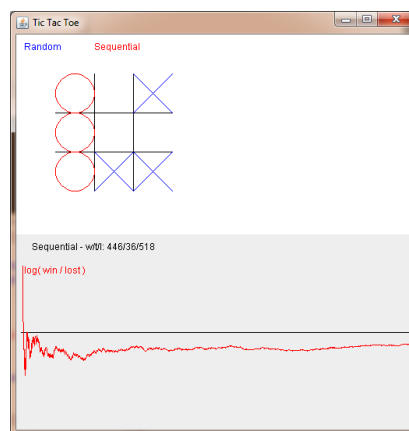 Tic Tac Toe
Random Sequential
Sequential - w/t/l: 446/36/518
log( win / lost )